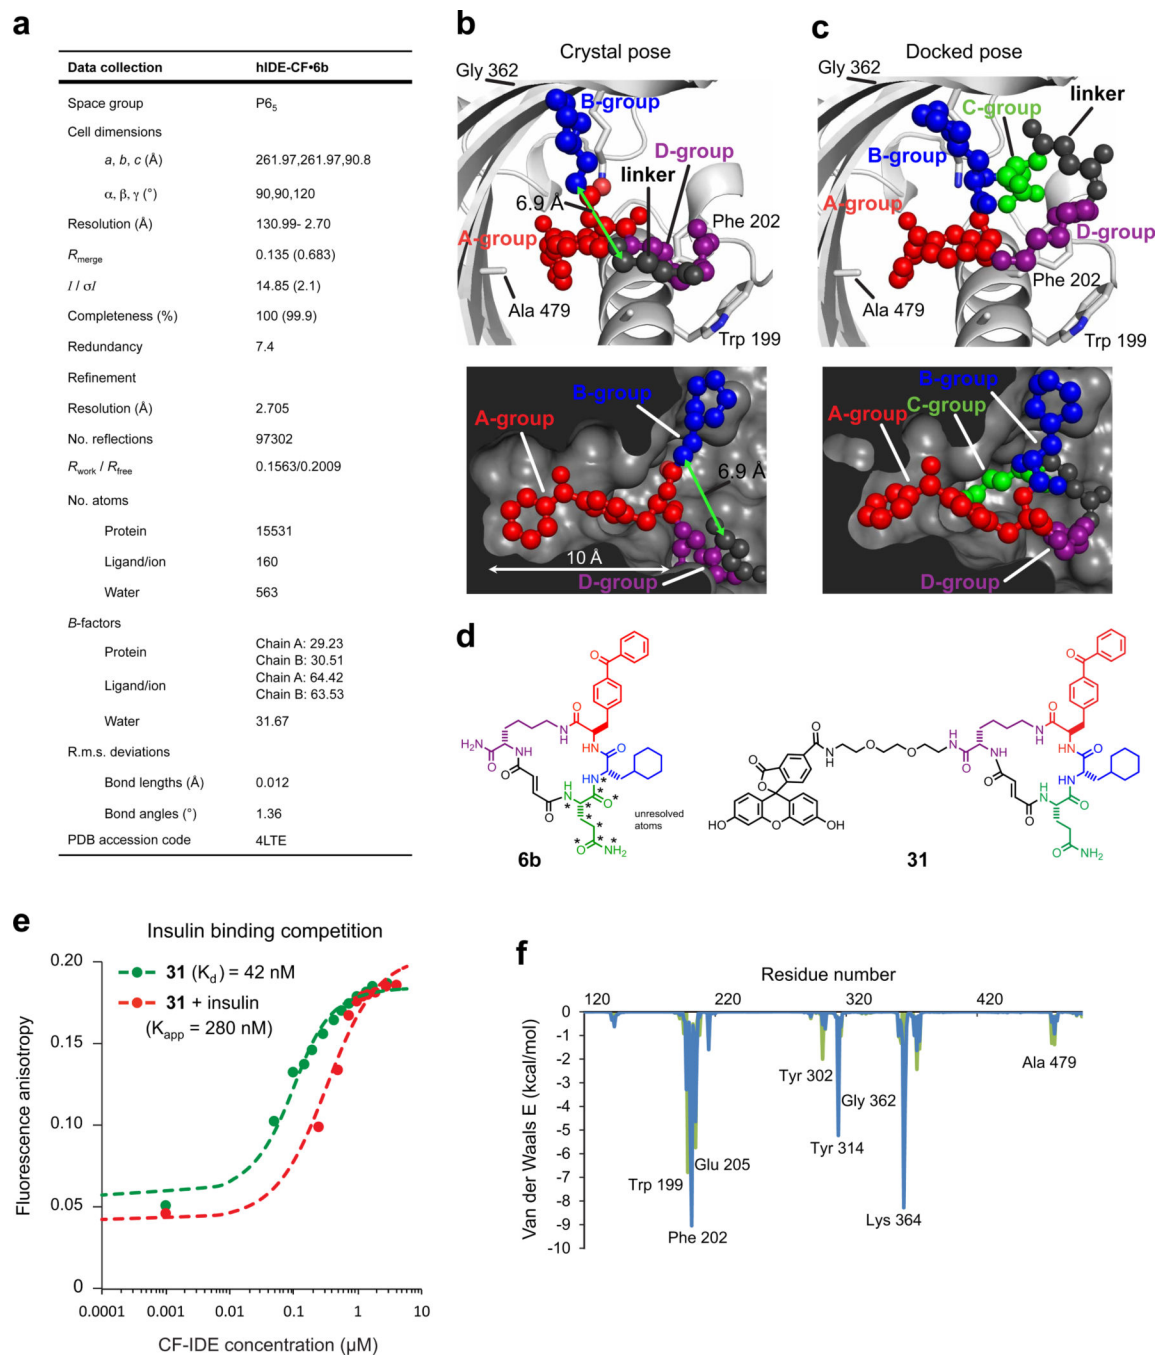 a
Data collection hIDE-CF•6b
Space group P6₅
Cell dimensions
a, b, c (Å) 261.97,261.97,90.8
α, β, γ (°) 90,90,120
Resolution (Å) 130.99- 2.70
Rmerge 0.135 (0.683)
I / σI 14.85 (2.1)
Completeness (%) 100 (99.9)
Redundancy 7.4
Refinement
Resolution (Å) 2.705
No. reflections 97302
Rwork / Rfree 0.1563/0.2009
No. atoms
Protein 15531
Ligand/ion 160
Water 563
B-factors
Protein Chain A: 29.23
Chain B: 30.51
Ligand/ion Chain A: 64.42
Chain B: 63.53
Water 31.67
R.m.s. deviations
Bond lengths (Å) 0.012
Bond angles (°) 1.36
PDB accession code 4LTE
b
Crystal pose
Gly 362
B-group
D-group
linker
6.9 Å
Phe 202
A-group
Ala 479
Trp 199
B-group
A-group
6.9 Å
10 Å
D-group
c
Docked pose
Gly 362
linker
C-group
B-group
A-group
D-group
Phe 202
Ala 479
Trp 199
B-group
C-group
A-group
D-group
d
O
O
NH
O
HN
H₂N
O
NH
O
HN
O
HN
O
O
NH₂
* * * * * * * * *
unresolved
atoms
6b
O
O
O
N
H
O
O
H
N
O
O
HO
O
OH
NH
O
HN
O
NH
O
HN
O
HN
O
O
NH₂
31
e
Insulin binding competition
31 (Kd) = 42 nM
31 + insulin
(Kapp = 280 nM)
Fluorescence anisotropy
0.20
0.15
0.10
0.05
0
0.0001 0.001 0.01 0.1 1 10
CF-IDE concentration (µM)
f
Residue number
120 220 320 420
Van der Waals E (kcal/mol)
0
-1
-2
-3
-4
-5
-6
-7
-8
-9
-10
Tyr 302
Ala 479
Gly 362
Tyr 314
Glu 205
Trp 199
Lys 364
Phe 202